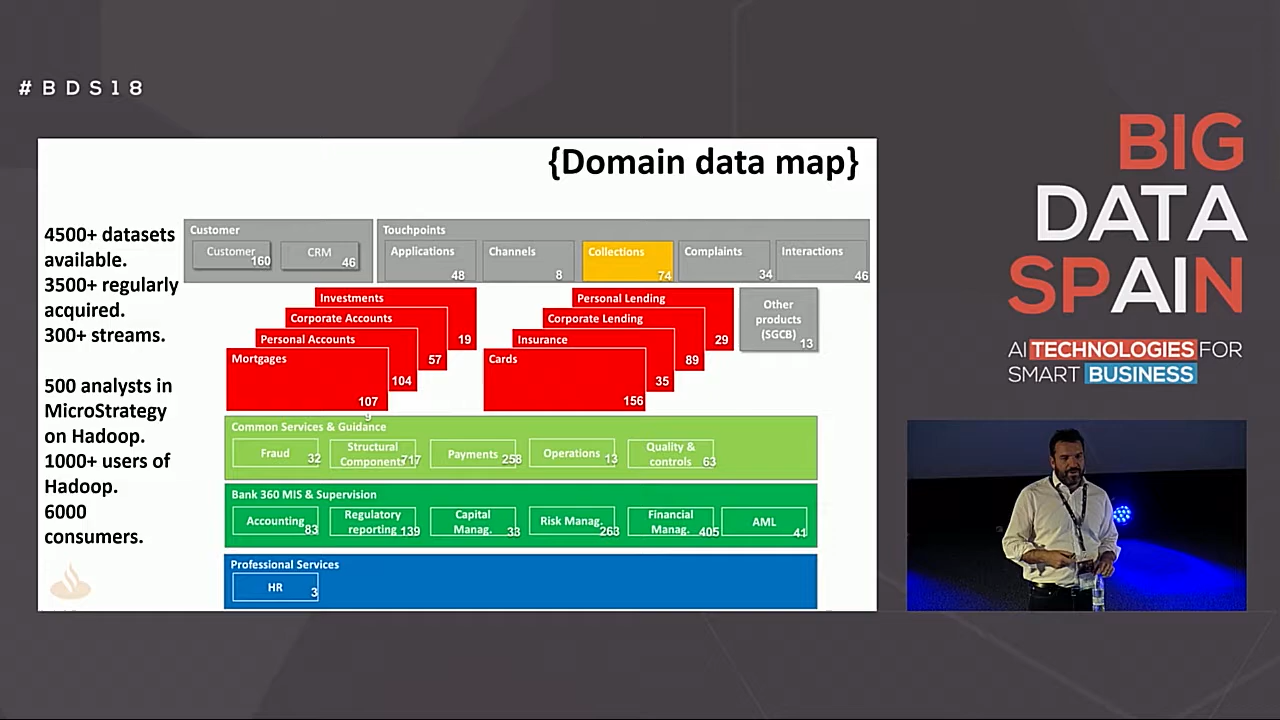 #BDS18
{Domain data map}
4500+ datasets
available.
3500+ regularly
acquired.
300+ streams.
500 analysts in
MicroStrategy
on Hadoop.
1000+ users of
Hadoop.
6000
consumers.
Customer
Customer 160
CRM 46
Touchpoints
Applications 48
Channels 8
Collections 74
Complaints 34
Interactions 46
Investments 19
Corporate Accounts 57
Personal Accounts 104
Mortgages 107
9
Personal Lending 29
Corporate Lending 89
Insurance 35
Cards 156
Other
products
(SGCB) 13
Common Services & Guidance
Fraud 32
Structural
Component 717
Payments 258
Operations 13
Quality &
controls 63
Bank 360 MIS & Supervision
Accounting 83
Regulatory
reporting 139
Capital
Manag. 33
Risk Manag. 263
Financial
Manag. 405
AML 41
Professional Services
HR 3
BIG
DATA
SPAIN
AI TECHNOLOGIES FOR
SMART BUSINESS